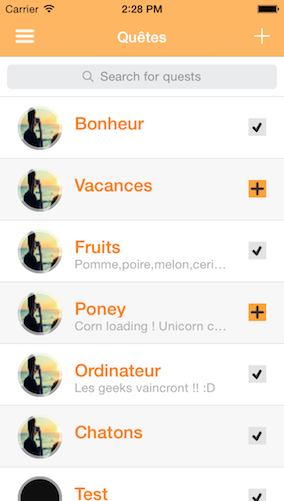 Carrier 2:28 PM
Quêtes
Search for quests
Bonheur
Vacances
Fruits
Pomme,poire,melon,ceri...
Poney
Corn loading ! Unicorn c...
Ordinateur
Les geeks vaincront !! :D
Chatons
Test